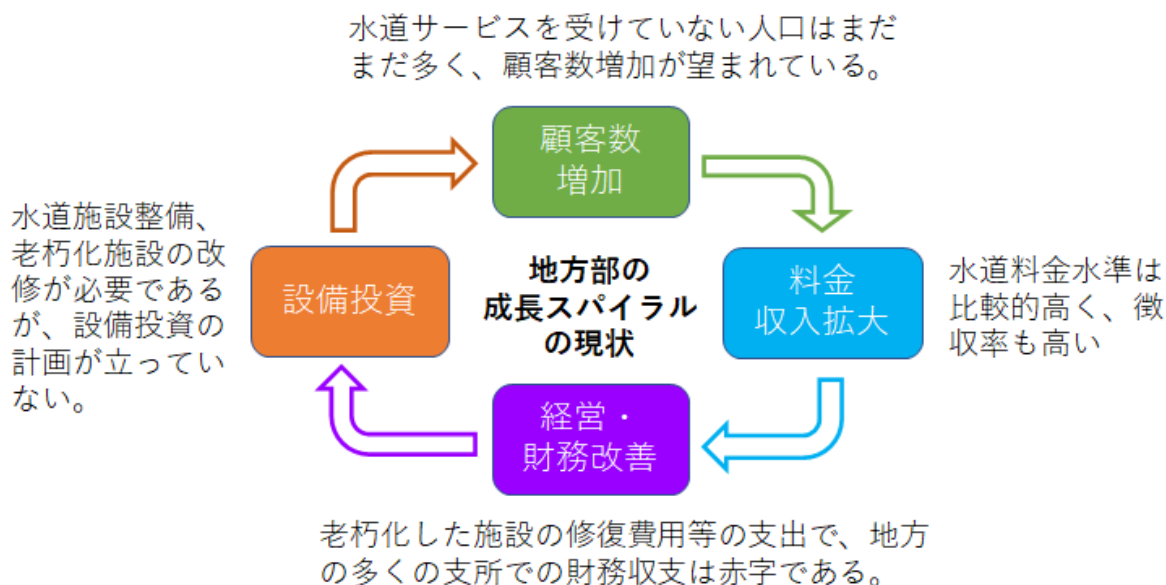 水道サービスを受けていない人口はまだ
まだ多く、顧客数増加が望まれている。
顧客数
増加
水道施設整備、
老朽化施設の改
修が必要である
が、設備投資の
計画が立ってい
ない。
設備投資
地方部の
成長スパイラル
の現状
料金
収入拡大
水道料金水準は
比較的高く、徴
収率も高い
経営・
財務改善
老朽化した施設の修復費用等の支出で、地方
の多くの支所での財務収支は赤字である。